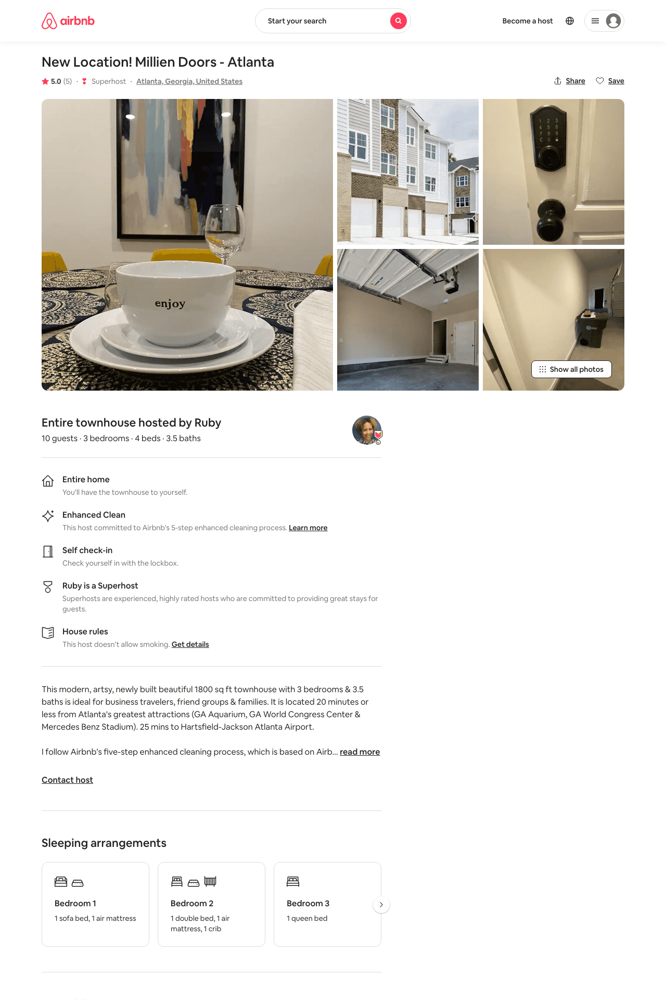 airbnb
Start your search
Become a host
New Location! Millien Doors - Atlanta
5.0 (5) · Superhost · Atlanta, Georgia, United States
Share
Save
1 2 3
4 5 6
7 8 9
C 0
enjoy
Show all photos
Entire townhouse hosted by Ruby
10 guests · 3 bedrooms · 4 beds · 3.5 baths
Entire home
You’ll have the townhouse to yourself.
Enhanced Clean
This host committed to Airbnb's 5-step enhanced cleaning process. Learn more
Self check-in
Check yourself in with the lockbox.
Ruby is a Superhost
Superhosts are experienced, highly rated hosts who are committed to providing great stays for
guests.
House rules
This host doesn’t allow smoking. Get details
This modern, artsy, newly built beautiful 1800 sq ft townhouse with 3 bedrooms & 3.5
baths is ideal for business travelers, friend groups & families. It is located 20 minutes or
less from Atlanta's greatest attractions (GA Aquarium, GA World Congress Center &
Mercedes Benz Stadium). 25 mins to Hartsfield-Jackson Atlanta Airport.
I follow Airbnb’s five-step enhanced cleaning process, which is based on Airb... read more
Contact host
Sleeping arrangements
Bedroom 1
1 sofa bed, 1 air mattress
Bedroom 2
1 double bed, 1 air
mattress, 1 crib
Bedroom 3
1 queen bed